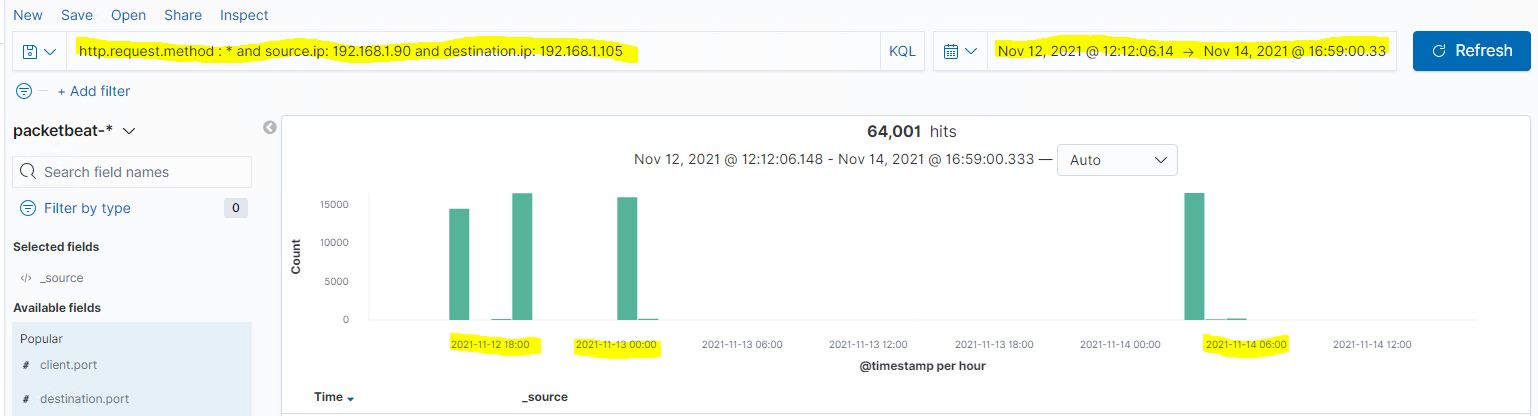 New Save Open Share Inspect
http.request.method : * and source.ip: 192.168.1.90 and destination.ip: 192.168.1.105 KQL Nov 12, 2021 @ 12:12:06.14 → Nov 14, 2021 @ 16:59:00.33 Refresh
+ Add filter
packetbeat-*
64,001 hits
Nov 12, 2021 @ 12:12:06.148 - Nov 14, 2021 @ 16:59:00.333 — Auto
Search field names
Filter by type 0
Selected fields
</> _source
Available fields
Popular
# client.port
# destination.port
Count
15000
10000
5000
0
2021-11-12 18:00 2021-11-13 00:00 2021-11-13 06:00 2021-11-13 12:00 2021-11-13 18:00 2021-11-14 00:00 2021-11-14 06:00 2021-11-14 12:00
@timestamp per hour
Time _source